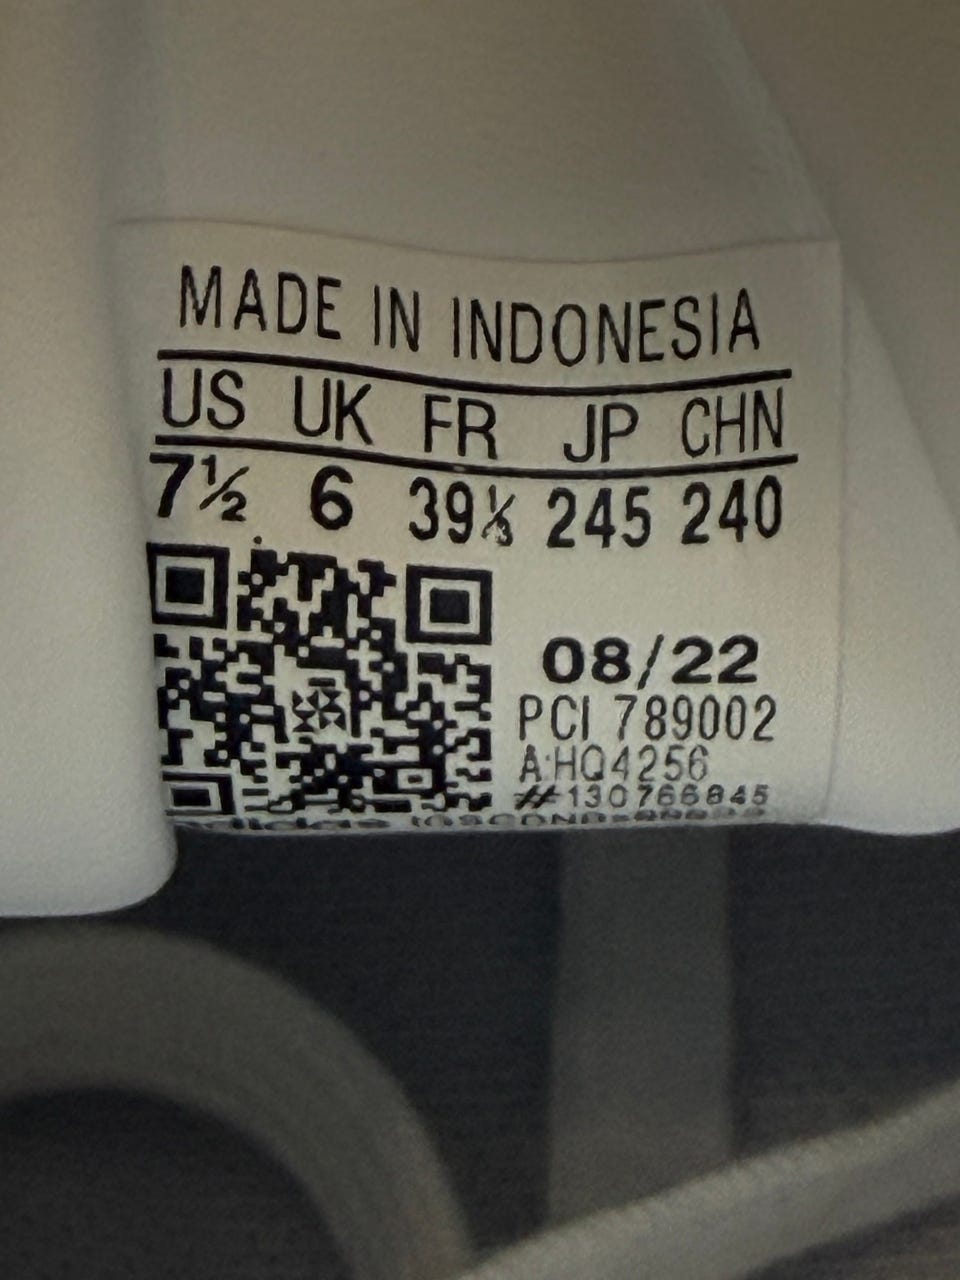 MADE IN INDONESIA
US UK FR JP CHN
7½ 6 39⅓ 245 240
08/22
PCI 789002
A:HQ4256
#130766845
adidas